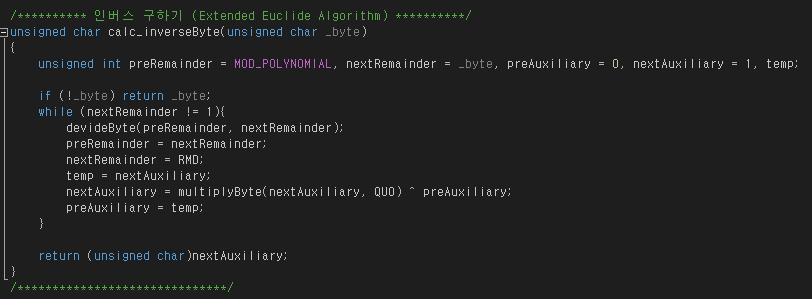 /********** 인버스 구하기 (Extended Euclide Algorithm) **********/
unsigned char calc_inverseByte(unsigned char _byte)
{
unsigned int preRemainder = MOD_POLYNOMIAL, nextRemainder = _byte, preAuxiliary = 0, nextAuxiliary = 1, temp;
if (!_byte) return _byte;
while (nextRemainder != 1){
devideByte(preRemainder, nextRemainder);
preRemainder = nextRemainder;
nextRemainder = RMD;
temp = nextAuxiliary;
nextAuxiliary = multiplyByte(nextAuxiliary, QUO) ^ preAuxiliary;
preAuxiliary = temp;
}
return (unsigned char)nextAuxiliary;
}
/******************************/